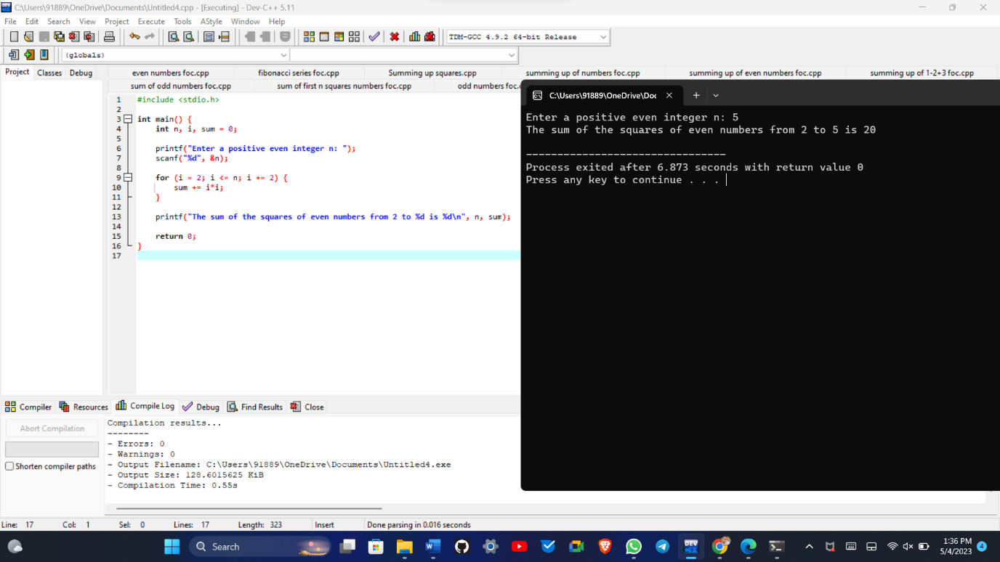 C:\Users\91889\OneDrive\Documents\Untitled4.cpp - [Executing] - Dev-C++ 5.11
File Edit Search View Project Execute Tools AStyle Window Help
TDM-GCC 4.9.2 64-bit Release
(globals)
Project Classes Debug
even numbers foc.cpp fibonacci series foc.cpp Summing up squares.cpp summing up of numbers foc.cpp summing up of even numbers foc.cpp summing up of 1-2+3 foc.cpp
sum of odd numbers foc.cpp sum of first n squares numbers foc.cpp odd numbers foc.c
1 #include <stdio.h>
2
3 int main() {
4 int n, i, sum = 0;
5
6 printf("Enter a positive even integer n: ");
7 scanf("%d", &n);
8
9 for (i = 2; i <= n; i += 2) {
10 sum += i*i;
11 }
12
13 printf("The sum of the squares of even numbers from 2 to %d is %d\n", n, sum);
14
15 return 0;
16 }
17
C:\Users\91889\OneDrive\Doc
Enter a positive even integer n: 5
The sum of the squares of even numbers from 2 to 5 is 20
--------------------------------
Process exited after 6.873 seconds with return value 0
Press any key to continue . . .
Compiler Resources Compile Log Debug Find Results Close
Abort Compilation
Shorten compiler paths
Compilation results...
--------
- Errors: 0
- Warnings: 0
- Output Filename: C:\Users\91889\OneDrive\Documents\Untitled4.exe
- Output Size: 128.6015625 KiB
- Compilation Time: 0.55s
Line: 17 Col: 1 Sel: 0 Lines: 17 Length: 323 Insert Done parsing in 0.016 seconds
Search
W
DEV
1:36 PM
5/4/2023
4